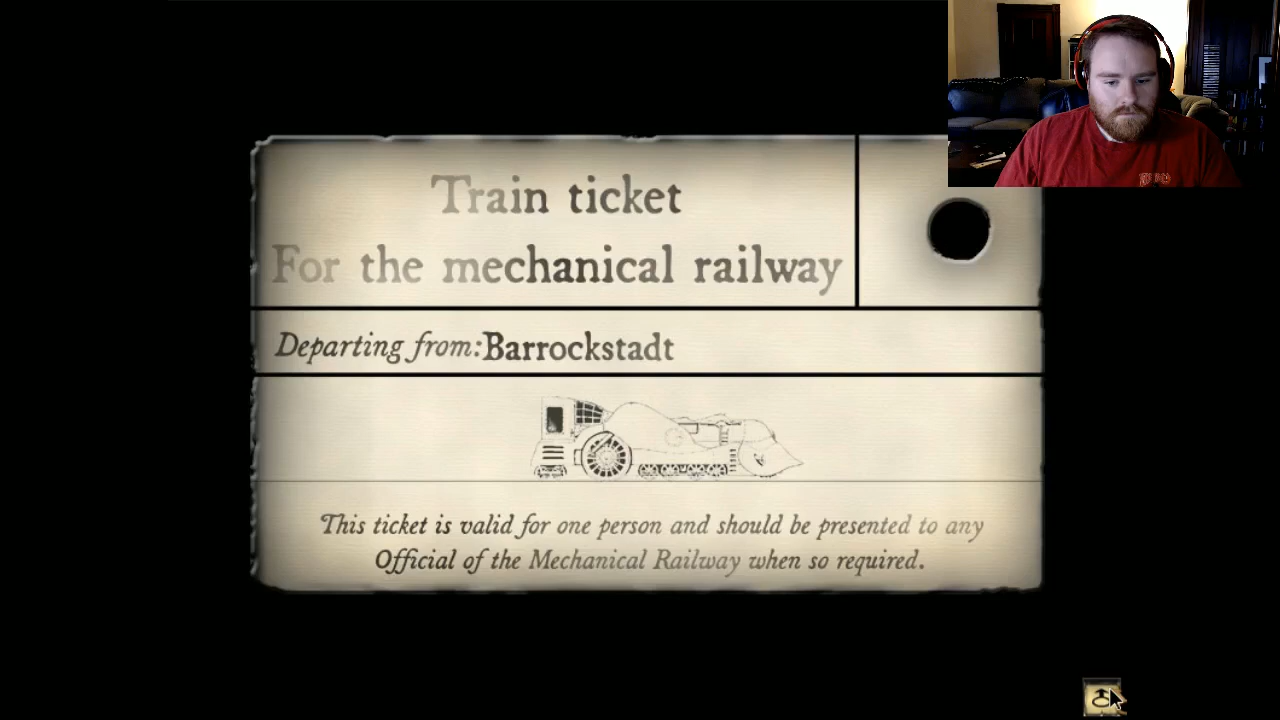 Train ticket
For the mechanical railway
Departing from:Barrockstadt
This ticket is valid for one person and should be presented to any
Official of the Mechanical Railway when so required.